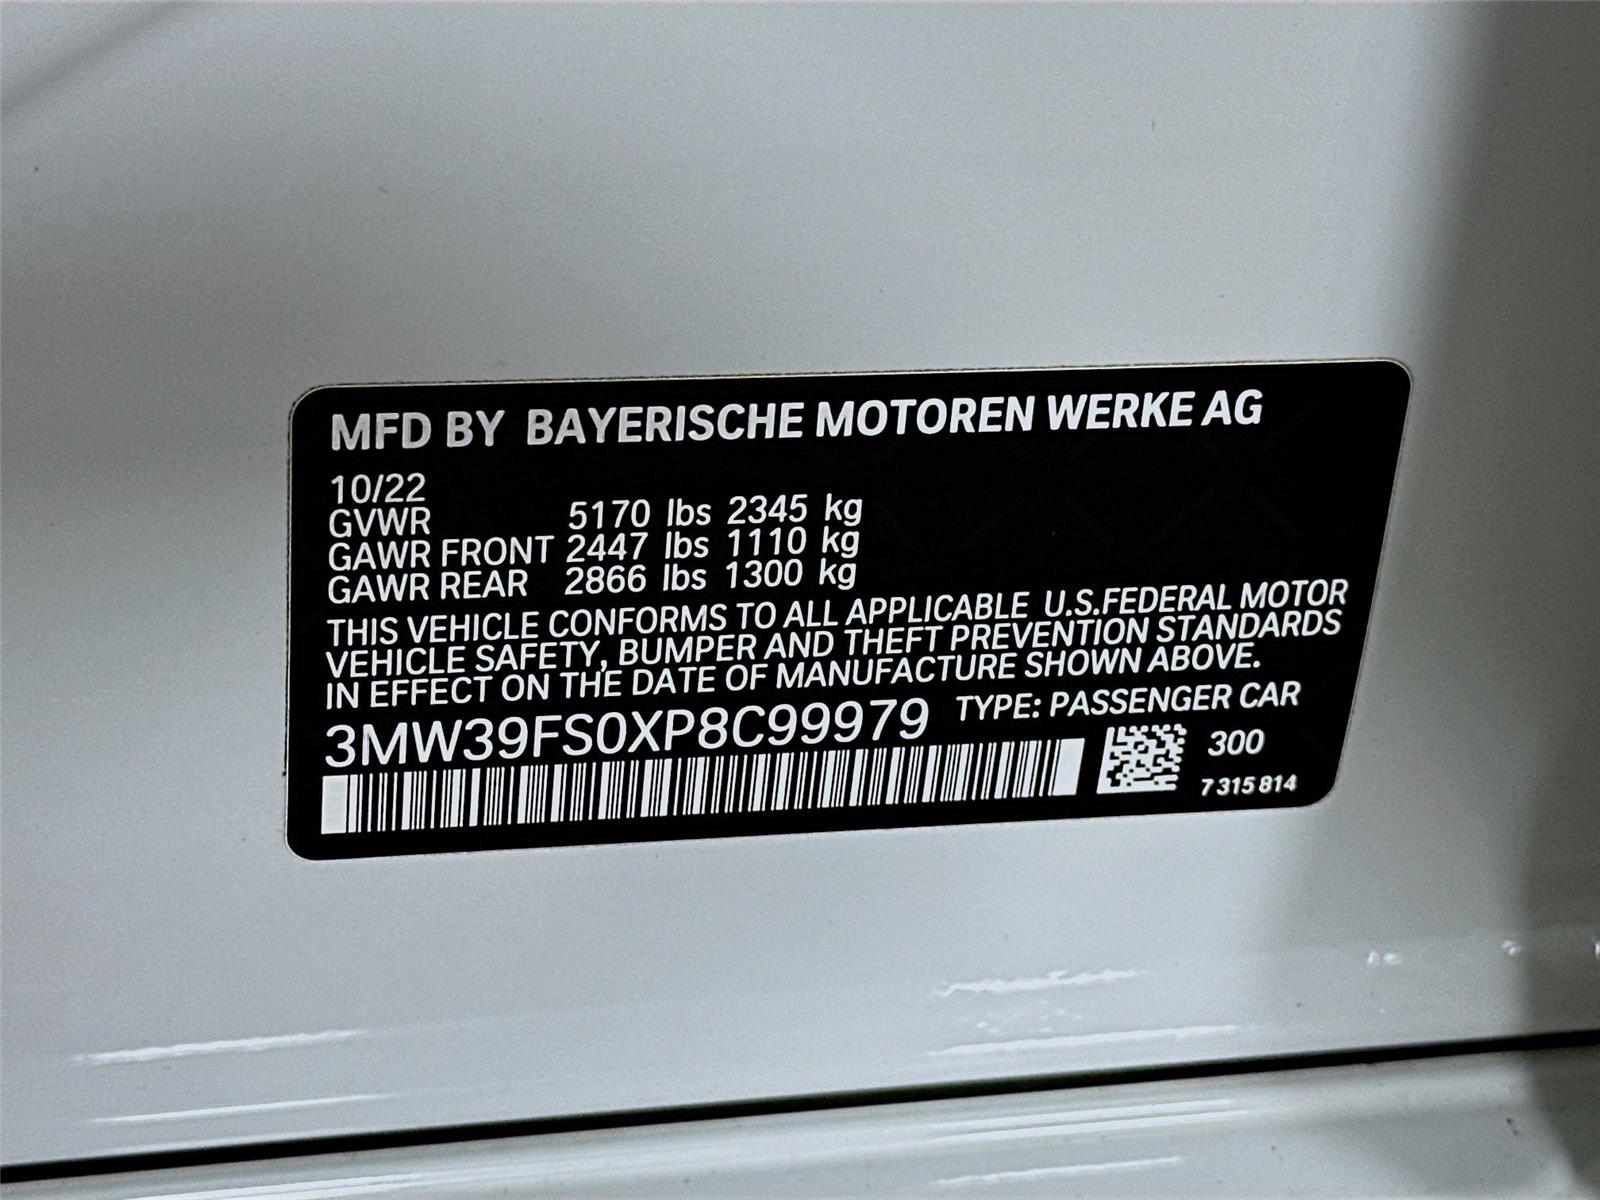 MFD BY BAYERISCHE MOTOREN WERKE AG
10/22
GVWR 5170 lbs 2345 kg
GAWR FRONT 2447 lbs 1110 kg
GAWR REAR 2866 lbs 1300 kg
THIS VEHICLE CONFORMS TO ALL APPLICABLE U.S.FEDERAL MOTOR
VEHICLE SAFETY, BUMPER AND THEFT PREVENTION STANDARDS
IN EFFECT ON THE DATE OF MANUFACTURE SHOWN ABOVE.
3MW39FS0XP8C99979 TYPE: PASSENGER CAR
300
7 315 814